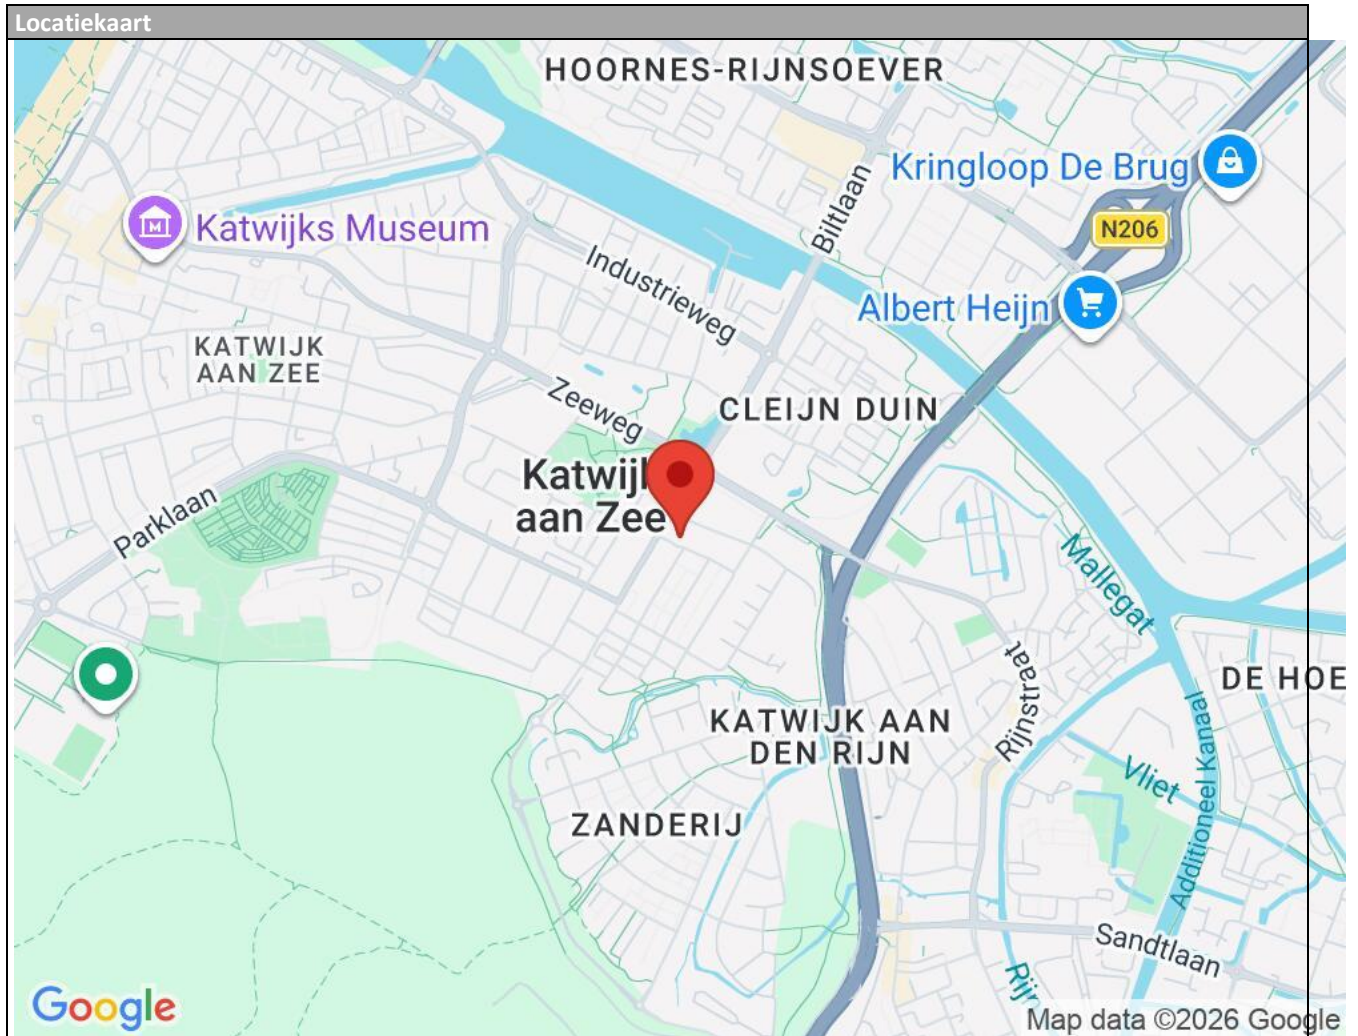 Locatiekaart
HOORNES-RIJNSOEVER
Kringloop De Brug
Biltlaan
N206
Katwijks Museum
Industrieweg
Albert Heijn
KATWIJK
AAN ZEE
Zeeweg
CLEIJN DUIN
Katwijk
aan Zee
Parklaan
Mallegat
Rijnstraat
DE HOE
KATWIJK AAN
DEN RIJN
Vliet
Additioneel Kanaal
ZANDERIJ
Sandtlaan
Google
Map data ©2026 Google